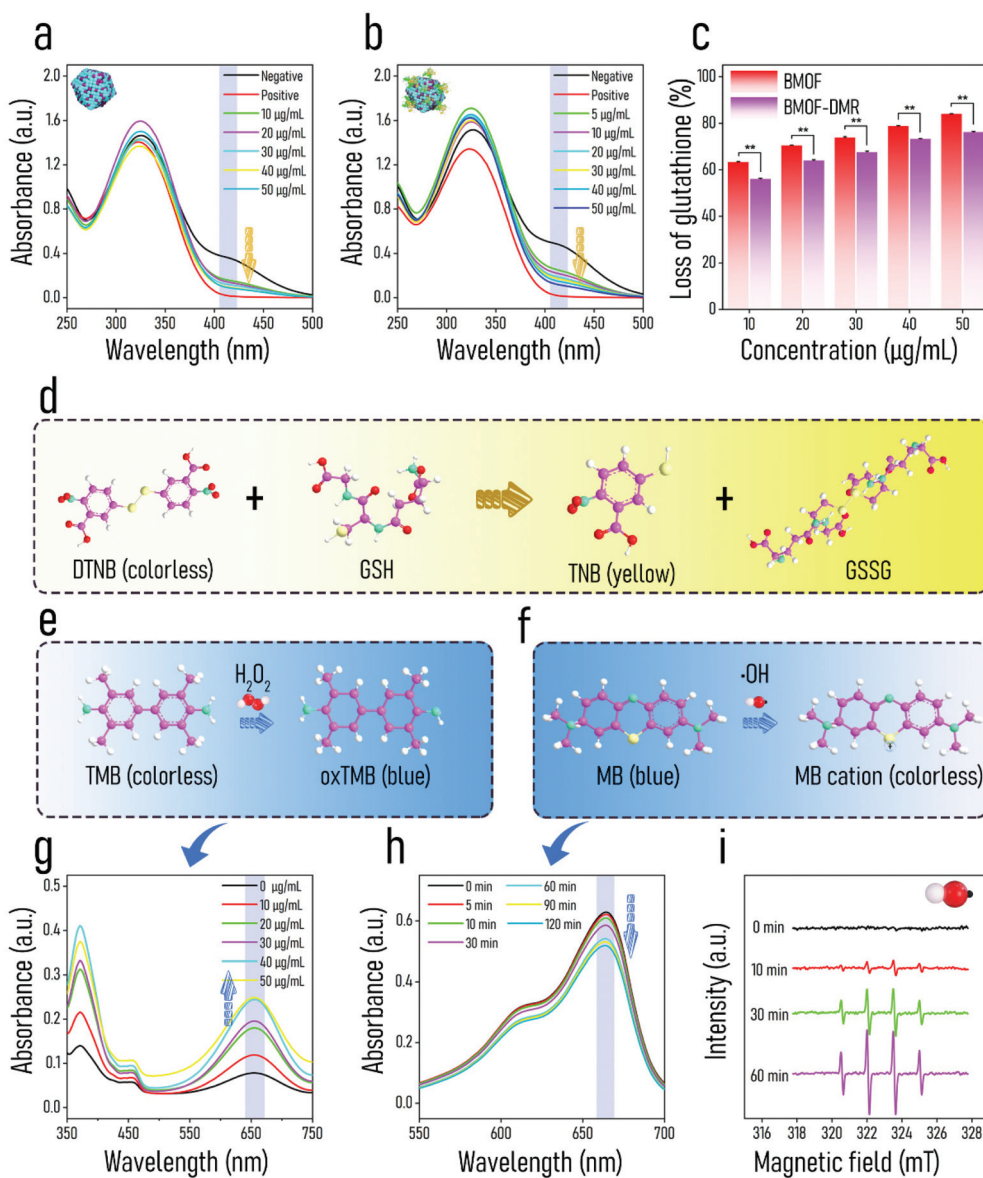 a
Absorbance (a.u.)
2.0
1.6
1.2
0.8
0.4
0.0
Negative
Positive
10 µg/mL
20 µg/mL
30 µg/mL
40 µg/mL
50 µg/mL
250 300 350 400 450 500
Wavelength (nm)
b
Absorbance (a.u.)
2.0
1.6
1.2
0.8
0.4
0.0
Negative
Positive
5 µg/mL
10 µg/mL
20 µg/mL
30 µg/mL
40 µg/mL
50 µg/mL
250 300 350 400 450 500
Wavelength (nm)
c
Loss of glutathione (%)
100
80
60
40
20
0
BMOF
BMOF-DMR
** ** ** ** **
10 20 30 40 50
Concentration (µg/mL)
d
+ +
DTNB (colorless) GSH TNB (yellow) GSSG
e
H2O2
TMB (colorless) oxTMB (blue)
f
·OH
+
MB (blue) MB cation (colorless)
g
Absorbance (a.u.)
0.5
0.4
0.3
0.2
0.1
0.0
0 µg/mL
10 µg/mL
20 µg/mL
30 µg/mL
40 µg/mL
50 µg/mL
350 450 550 650 750
Wavelength (nm)
h
Absorbance (a.u.)
0.6
0.4
0.2
0.0
0 min 60 min
5 min 90 min
10 min 120 min
30 min
550 600 650 700
Wavelength (nm)
i
Intensity (a.u.)
0 min
10 min
30 min
60 min
316 318 320 322 324 326 328
Magnetic field (mT)